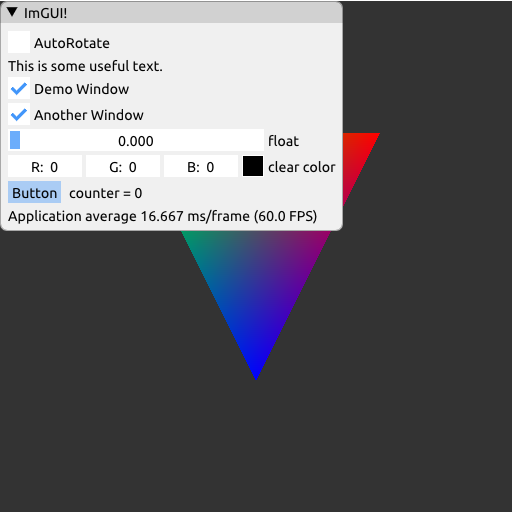 ImGUI!
AutoRotate
This is some useful text.
Demo Window
Another Window
0.000 float
R: 0 G: 0 B: 0 clear color
Button counter = 0
Application average 16.667 ms/frame (60.0 FPS)